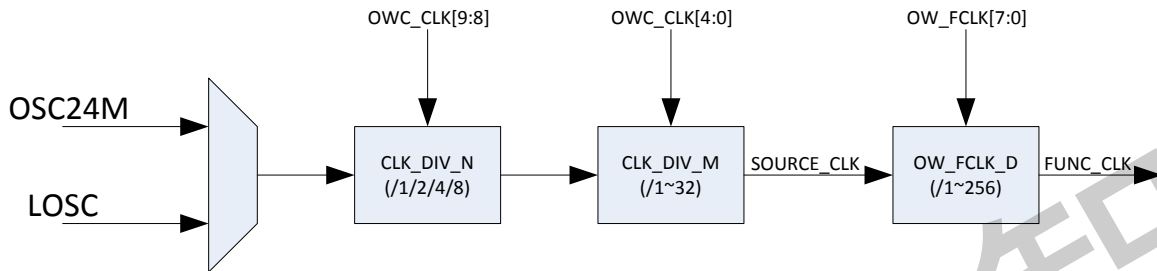 OWC_CLK[9:8]
OWC_CLK[4:0]
OW_FCLK[7:0]
OSC24M
LOSC
CLK_DIV_N
(/1/2/4/8)
CLK_DIV_M
(/1~32)
SOURCE_CLK
OW_FCLK_D
(/1~256)
FUNC_CLK